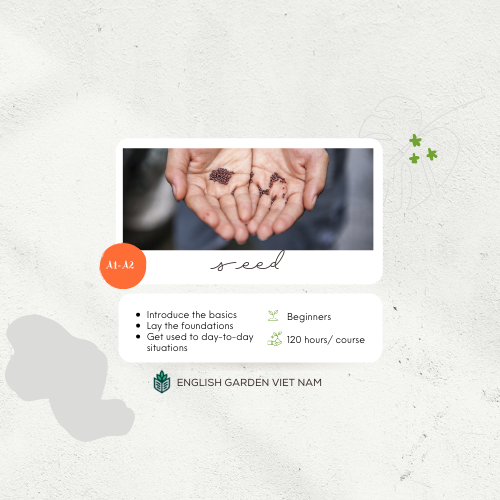 A1-A2
seed
Introduce the basics
Lay the foundations
Get used to day-to-day
situations
Beginners
120 hours/ course
ENGLISH GARDEN VIET NAM